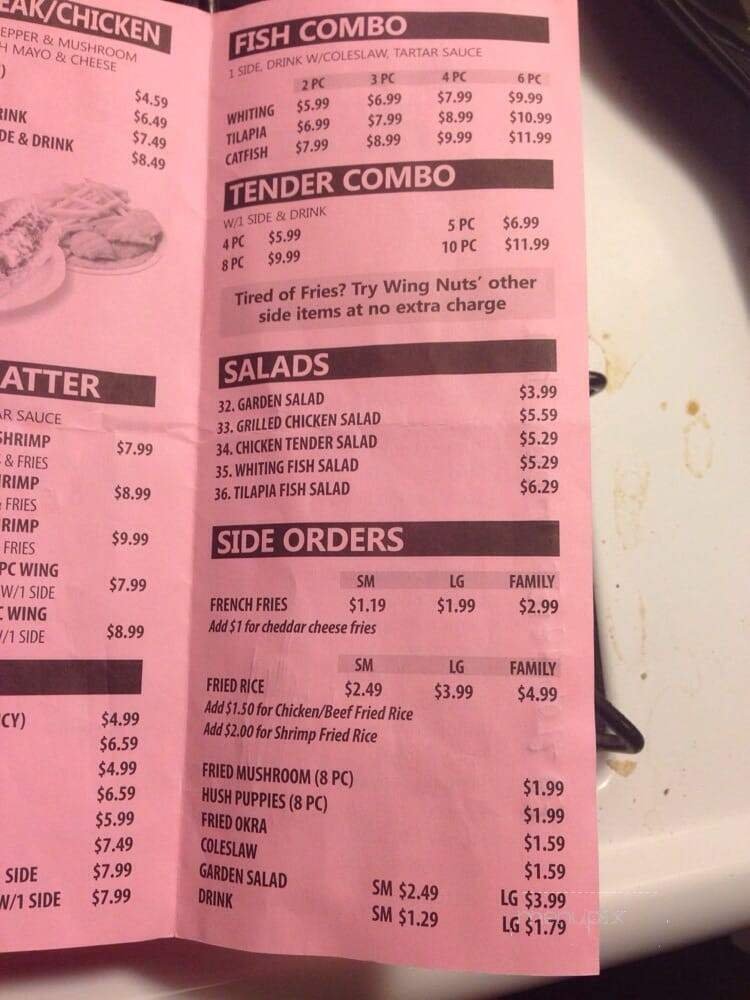 EAK/CHICKEN
EPPER & MUSHROOM
H MAYO & CHEESE
)
$4.59
RINK $6.49
DE & DRINK $7.49
$8.49
ATTER
AR SAUCE
SHRIMP $7.99
& FRIES
RIMP $8.99
FRIES
RIMP $9.99
FRIES
PC WING $7.99
W/1 SIDE
C WING $8.99
/1 SIDE
CY) $4.99
$6.59
$4.99
$6.59
$5.99
$7.49
SIDE $7.99
W/1 SIDE $7.99
FISH COMBO
1 SIDE, DRINK W/COLESLAW, TARTAR SAUCE
2 PC 3 PC 4 PC 6 PC
WHITING $5.99 $6.99 $7.99 $9.99
TILAPIA $6.99 $7.99 $8.99 $10.99
CATFISH $7.99 $8.99 $9.99 $11.99
TENDER COMBO
W/1 SIDE & DRINK
4 PC $5.99 5 PC $6.99
8 PC $9.99 10 PC $11.99
Tired of Fries? Try Wing Nuts' other
side items at no extra charge
SALADS
32. GARDEN SALAD $3.99
33. GRILLED CHICKEN SALAD $5.59
34. CHICKEN TENDER SALAD $5.29
35. WHITING FISH SALAD $5.29
36. TILAPIA FISH SALAD $6.29
SIDE ORDERS
SM LG FAMILY
FRENCH FRIES $1.19 $1.99 $2.99
Add $1 for cheddar cheese fries
SM LG FAMILY
FRIED RICE $2.49 $3.99 $4.99
Add $1.50 for Chicken/Beef Fried Rice
Add $2.00 for Shrimp Fried Rice
FRIED MUSHROOM (8 PC) $1.99
HUSH PUPPIES (8 PC) $1.99
FRIED OKRA $1.59
COLESLAW $1.59
GARDEN SALAD SM $2.49 LG $3.99
DRINK SM $1.29 LG $1.79
menupix